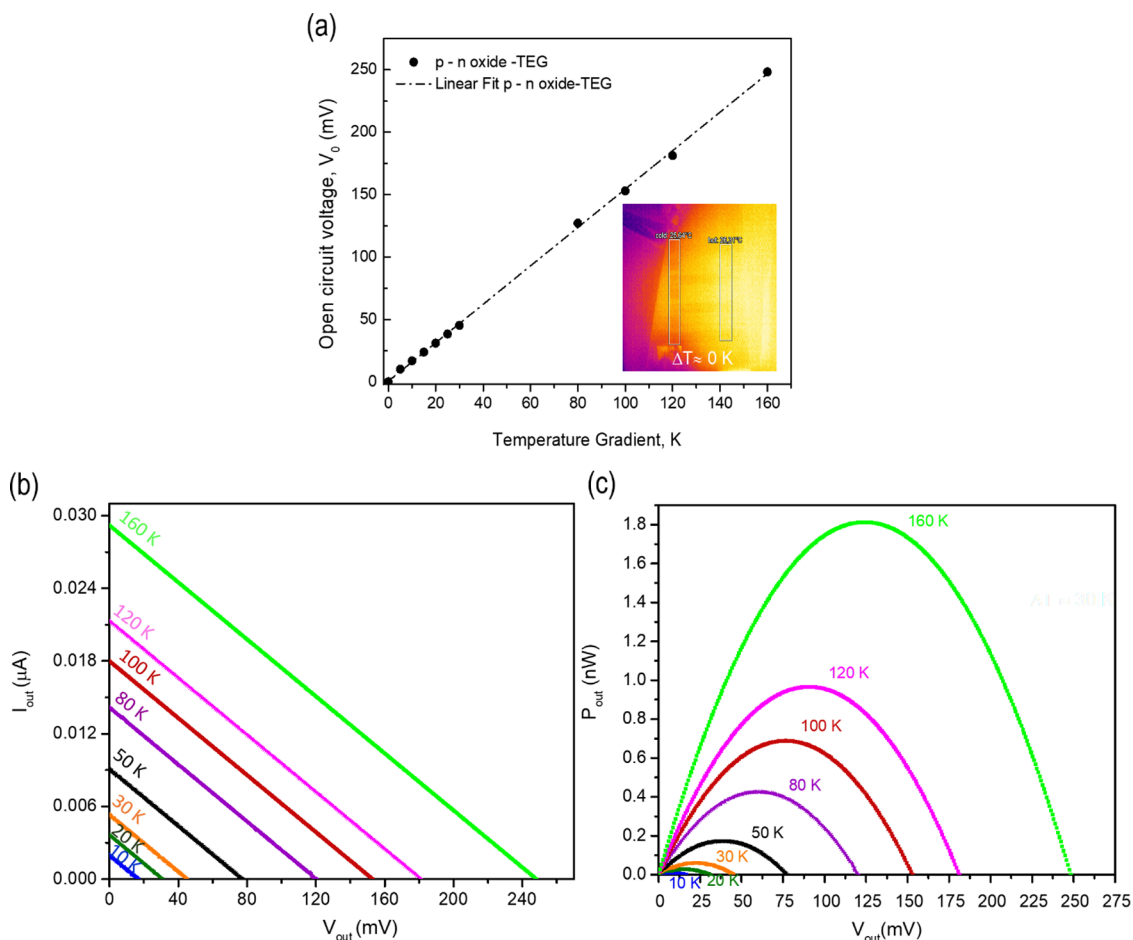 (a)
250
200
150
100
50
0
Open circuit voltage, V0 (mV)
p - n oxide -TEG
Linear Fit p - n oxide-TEG
ΔT≈ 0 K
0 20 40 60 80 100 120 140 160
Temperature Gradient, K
(b)
0.030
0.024
0.018
0.012
0.006
0.000
Iout (μA)
160 K
120 K
100 K
80 K
50 K
30 K
20 K
10 K
0 40 80 120 160 200 240
Vout (mV)
(c)
1.8
1.6
1.4
1.2
1.0
0.8
0.6
0.4
0.2
0.0
Pout (nW)
160 K
120 K
100 K
80 K
50 K
30 K
20 K
10 K
0 25 50 75 100 125 150 175 200 225 250 275
Vout(mV)